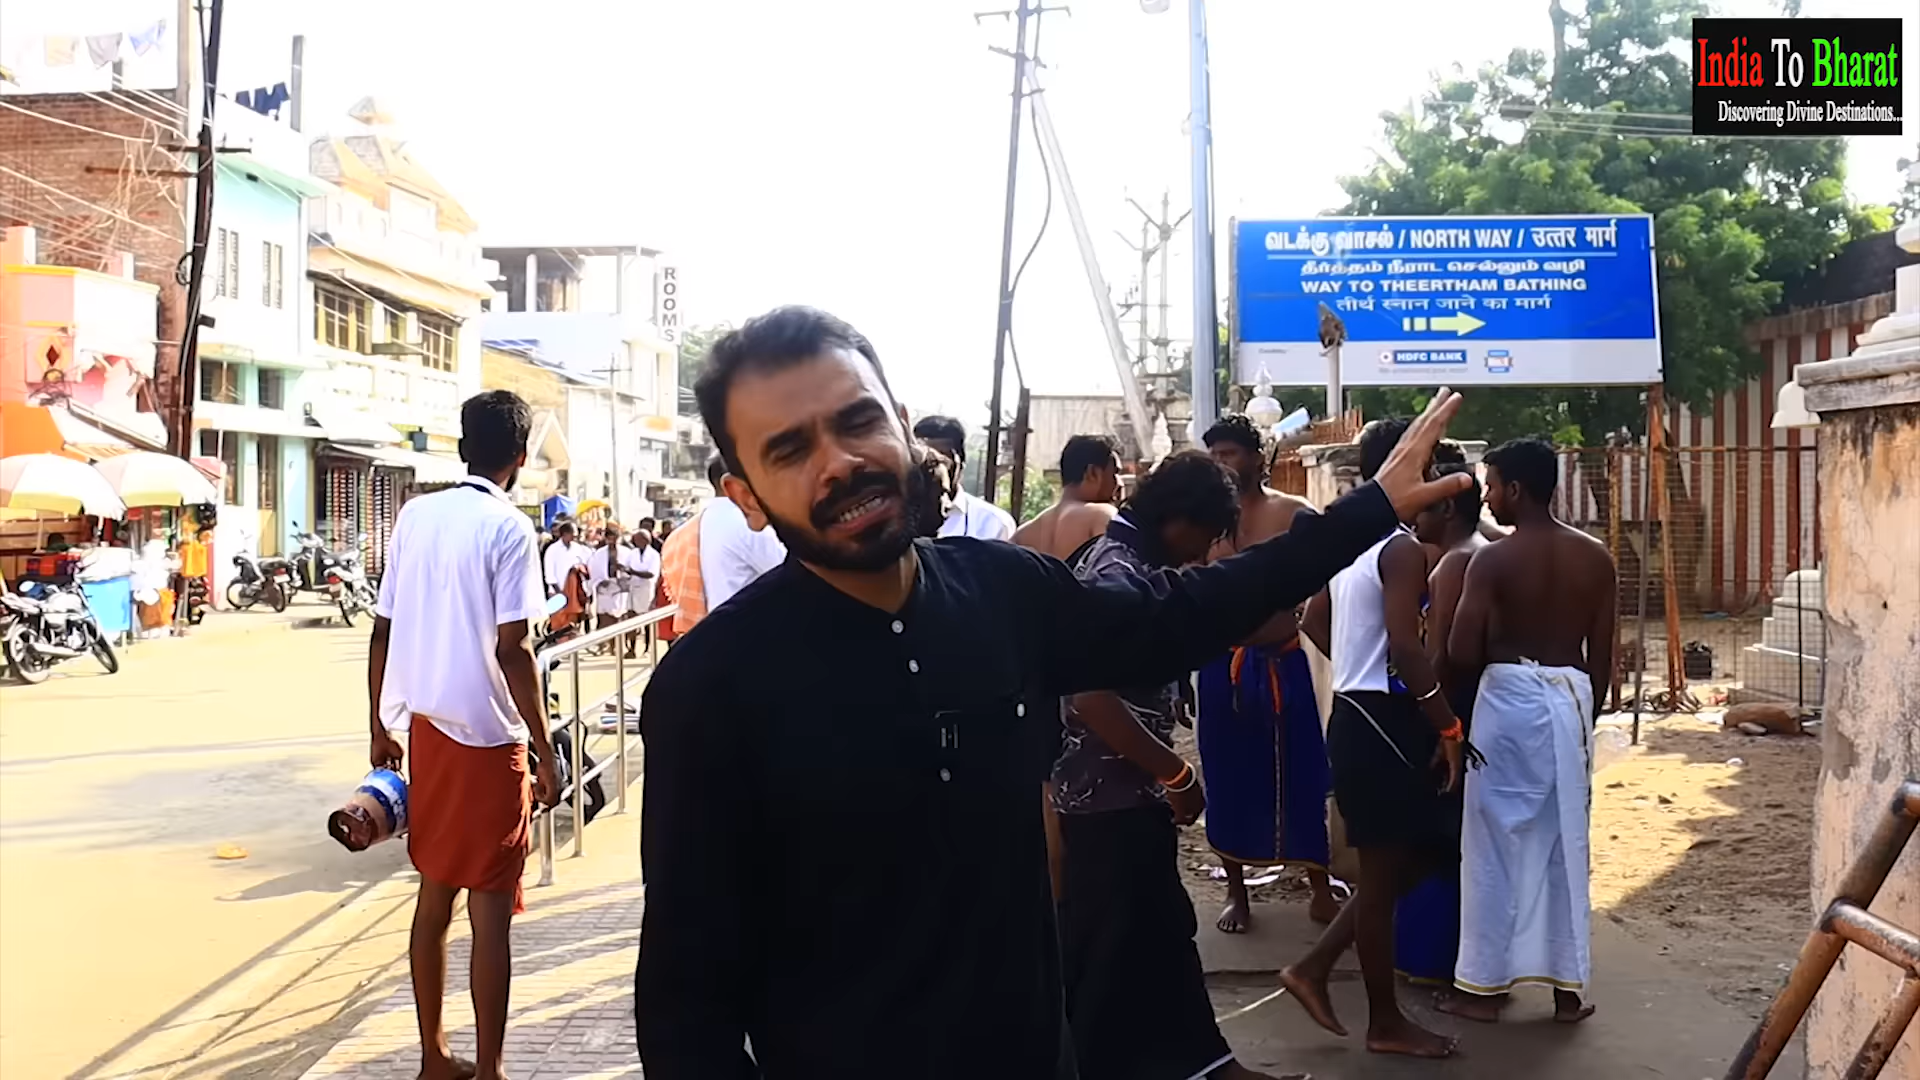 India To Bharat
Discovering Divine Destinations...
வடக்கு வாசல் / NORTH WAY / उत्तर मार्ग
தீர்த்தம் நீராட செல்லும் வழி
WAY TO THEERTHAM BATHING
तीर्थ स्नान जाने का मार्ग
HDFC BANK
ROOMS